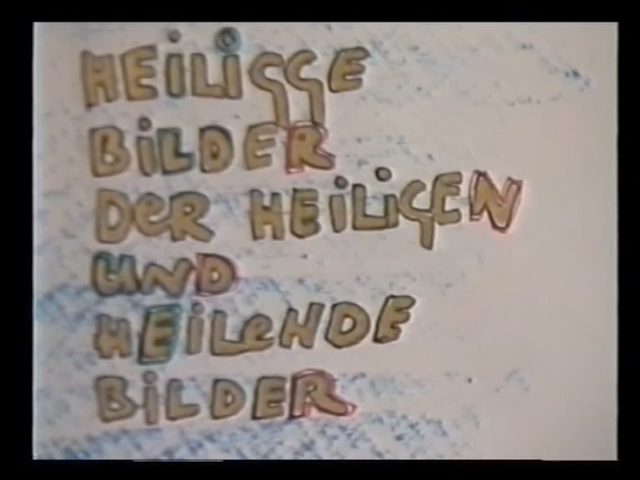 HEiLiGGE
BiLDER
DeR HEiLiGEN
UND
HEiLeNDE
BiLDER